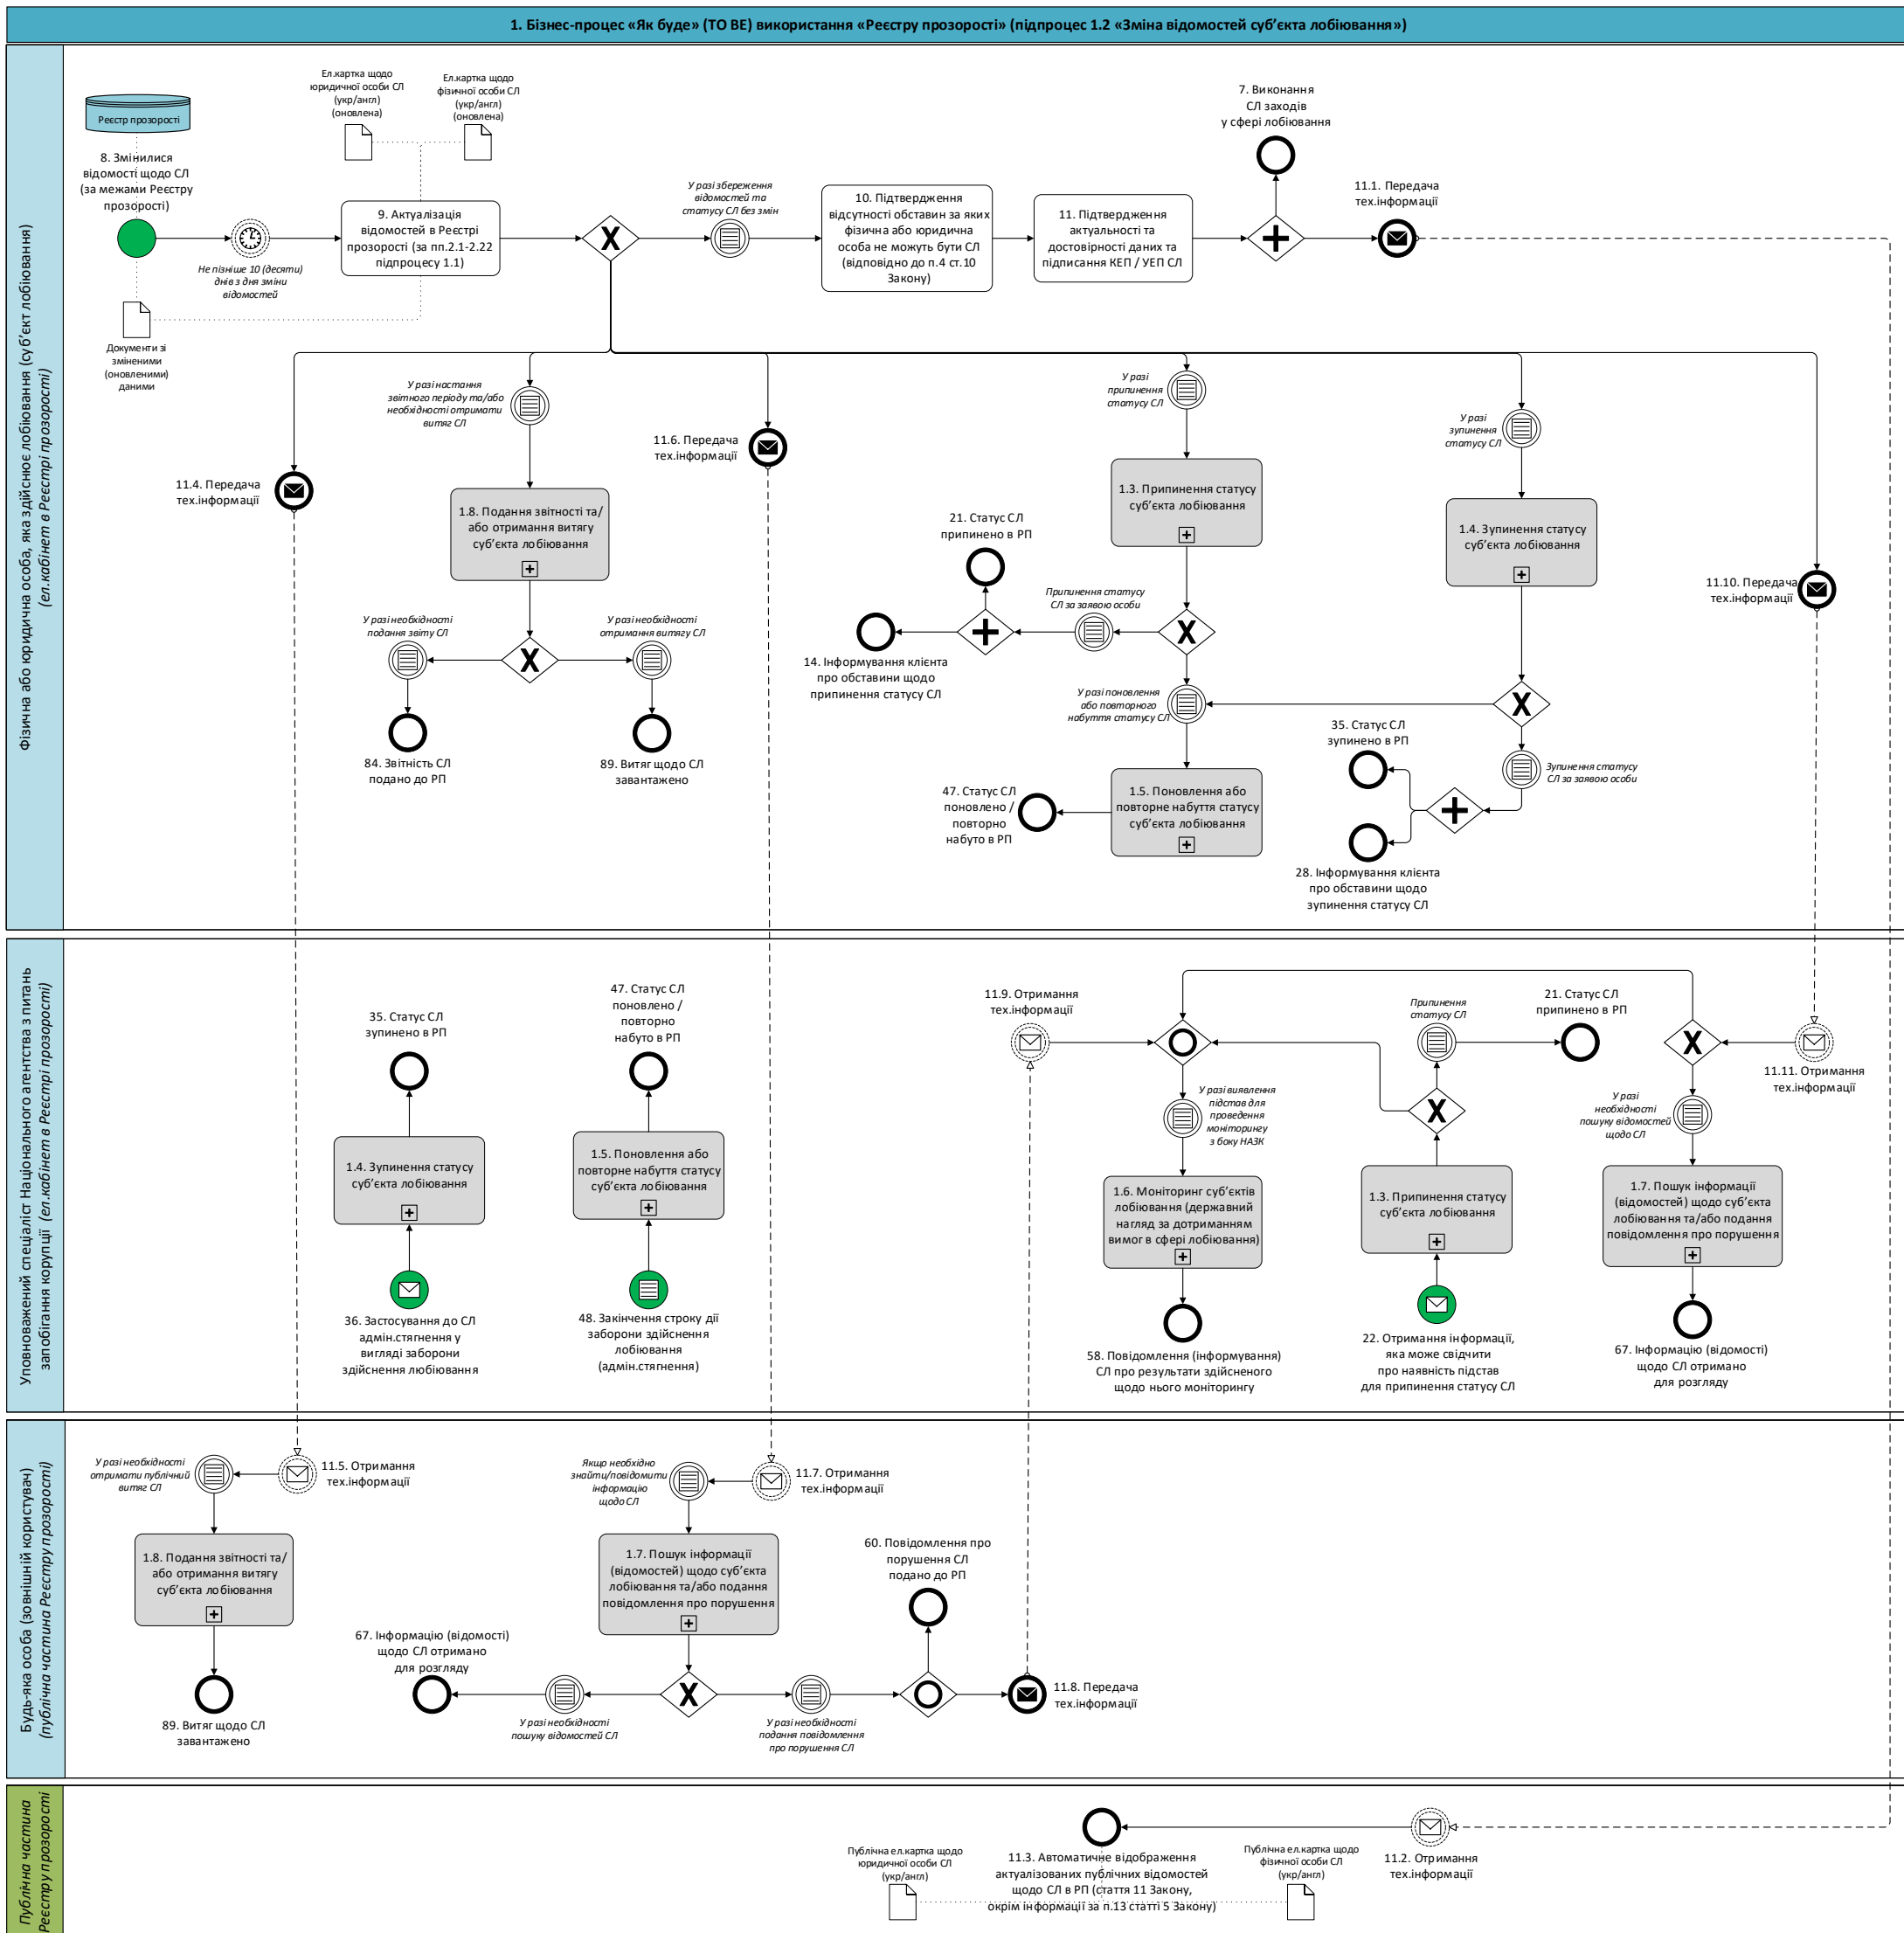 1. Бізнес-процес «Як буде» (TO BE) використання «Реєстру прозорості» (підпроцес 1.2 «Зміна відомостей суб’єкта лобіювання»)
Фізична або юридична особа, яка здійснює лобіювання (суб’єкт лобіювання)
(ел.кабінет в Реєстрі прозорості)
Реєстр прозорості
8. Змінилися
відомості щодо СЛ
(за межами Реєстру
прозорості)
Ел.картка щодо
юридичної особи СЛ
(укр/англ)
(оновлена)
Ел.картка щодо
фізичної особи СЛ
(укр/англ)
(оновлена)
Не пізніше 10 (десяти)
днів з дня зміни
відомостей
Документи зі
зміненими
(оновленими)
даними
9. Актуалізація
відомостей в Реєстрі
прозорості (за пп.2.1-2.22
підпроцесу 1.1)
У разі збереження
відомостей та
статусу СЛ без змін
10. Підтвердження
відсутності обставин за яких
фізична або юридична
особа не можуть бути СЛ
(відповідно до п.4 ст.10
Закону)
11. Підтвердження
актуальності та
достовірності даних та
підписання КЕП / УЕП СЛ
7. Виконання
СЛ заходів
у сфері лобіювання
11.1. Передача
тех.інформації
11.4. Передача
тех.інформації
У разі настання
звітного періоду та/або
необхідності отримати
витяг СЛ
1.8. Подання звітності та/
або отримання витягу
суб’єкта лобіювання
У разі необхідності
подання звіту СЛ
У разі необхідності
отримання витягу СЛ
84. Звітність СЛ
подано до РП
89. Витяг щодо СЛ
завантажено
11.6. Передача
тех.інформації
У разі
припинення
статусу СЛ
1.3. Припинення статусу
суб’єкта лобіювання
21. Статус СЛ
припинено в РП
Припинення статусу
СЛ за заявою особи
14. Інформування клієнта
про обставини щодо
припинення статусу СЛ
У разі поновлення
або повторного
набуття статусу СЛ
47. Статус СЛ
поновлено /
повторно
набуто в РП
1.5. Поновлення або
повторне набуття статусу
суб’єкта лобіювання
У разі
зупинення
статусу СЛ
1.4. Зупинення статусу
суб’єкта лобіювання
35. Статус СЛ
зупинено в РП
Зупинення статусу
СЛ за заявою особи
28. Інформування клієнта
про обставини щодо
зупинення статусу СЛ
11.10. Передача
тех.інформації
Уповноважений спеціаліст Національного агентства з питань
запобігання корупції (ел.кабінет в Реєстрі прозорості)
35. Статус СЛ
зупинено в РП
1.4. Зупинення статусу
суб’єкта лобіювання
36. Застосування до СЛ
адмін.стягнення у
вигляді заборони
здійснення любіювання
47. Статус СЛ
поновлено /
повторно
набуто в РП
1.5. Поновлення або
повторне набуття статусу
суб’єкта лобіювання
48. Закінчення строку дії
заборони здійснення
лобіювання
(адмін.стягнення)
11.9. Отримання
тех.інформації
У разі виявлення
підстав для
проведення
моніторингу
з боку НАЗК
1.6. Моніторинг суб’єктів
лобіювання (державний
нагляд за дотриманням
вимог в сфері лобіювання)
58. Повідомлення (інформування)
СЛ про результати здійсненого
щодо нього моніторингу
Припинення
статусу СЛ
21. Статус СЛ
припинено в РП
1.3. Припинення статусу
суб’єкта лобіювання
22. Отримання інформації,
яка може свідчити
про наявність підстав
для припинення статусу СЛ
11.11. Отримання
тех.інформації
У разі
необхідності
пошуку відомостей
щодо СЛ
1.7. Пошук інформації
(відомостей) щодо суб’єкта
лобіювання та/або подання
повідомлення про порушення
67. Інформацію (відомості)
щодо СЛ отримано
для розгляду
Будь-яка особа (зовнішній користувач)
(публічна частина Реєстру прозорості)
У разі необхідності
отримати публічний
витяг СЛ
11.5. Отримання
тех.інформації
1.8. Подання звітності та/
або отримання витягу
суб’єкта лобіювання
89. Витяг щодо СЛ
завантажено
Якщо необхідно
знайти/повідомити
інформацію
щодо СЛ
11.7. Отримання
тех.інформації
1.7. Пошук інформації
(відомостей) щодо суб’єкта
лобіювання та/або подання
повідомлення про порушення
67. Інформацію (відомості)
щодо СЛ отримано
для розгляду
У разі необхідності
пошуку відомостей СЛ
У разі необхідності
подання повідомлення
про порушення СЛ
60. Повідомлення про
порушення СЛ
подано до РП
11.8. Передача
тех.інформації
Публічна частина
Реєстру прозорості
Публічна ел.картка щодо
юридичної особи СЛ
(укр/англ)
11.3. Автоматичне відображення
актуалізованих публічних відомостей
щодо СЛ в РП (стаття 11 Закону,
окрім інформації за п.13 статті 5 Закону)
Публічна ел.картка щодо
фізичної особи СЛ
(укр/англ)
11.2. Отримання
тех.інформації